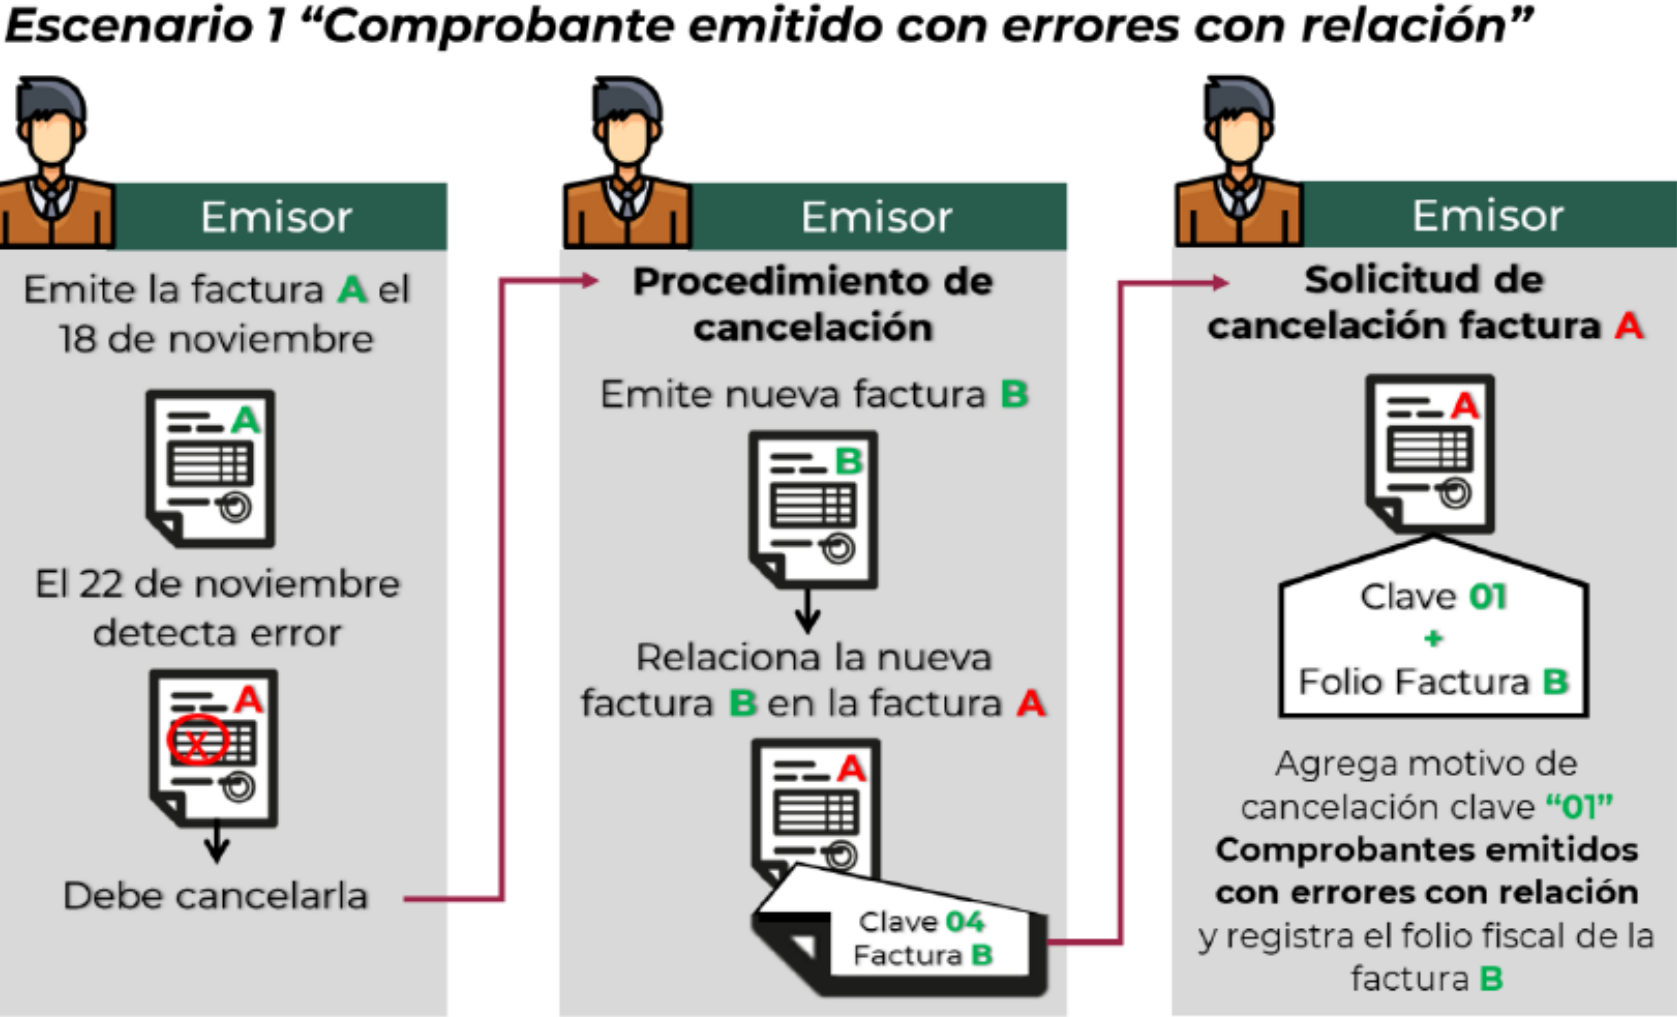 Escenario 1 “Comprobante emitido con errores con relación”
Emisor
Emite la factura A el
18 de noviembre
A
El 22 de noviembre
detecta error
A
X
Debe cancelarla
Emisor
Procedimiento de
cancelación
Emite nueva factura B
B
Relaciona la nueva
factura B en la factura A
A
Clave 04
Factura B
Emisor
Solicitud de
cancelación factura A
A
Clave 01
+
Folio Factura B
Agrega motivo de
cancelación clave “01”
Comprobantes emitidos
con errores con relación
y registra el folio fiscal de la
factura B